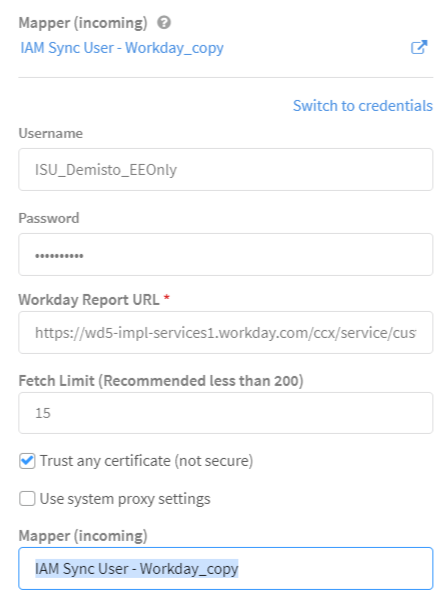 Mapper (incoming) ?
IAM Sync User - Workday_copy
Switch to credentials
Username
ISU_Demisto_EEOnly
Password
••••••••••
Workday Report URL *
https://wd5-impl-services1.workday.com/ccx/service/cus
Fetch Limit (Recommended less than 200)
15
Trust any certificate (not secure)
Use system proxy settings
Mapper (incoming)
IAM Sync User - Workday_copy